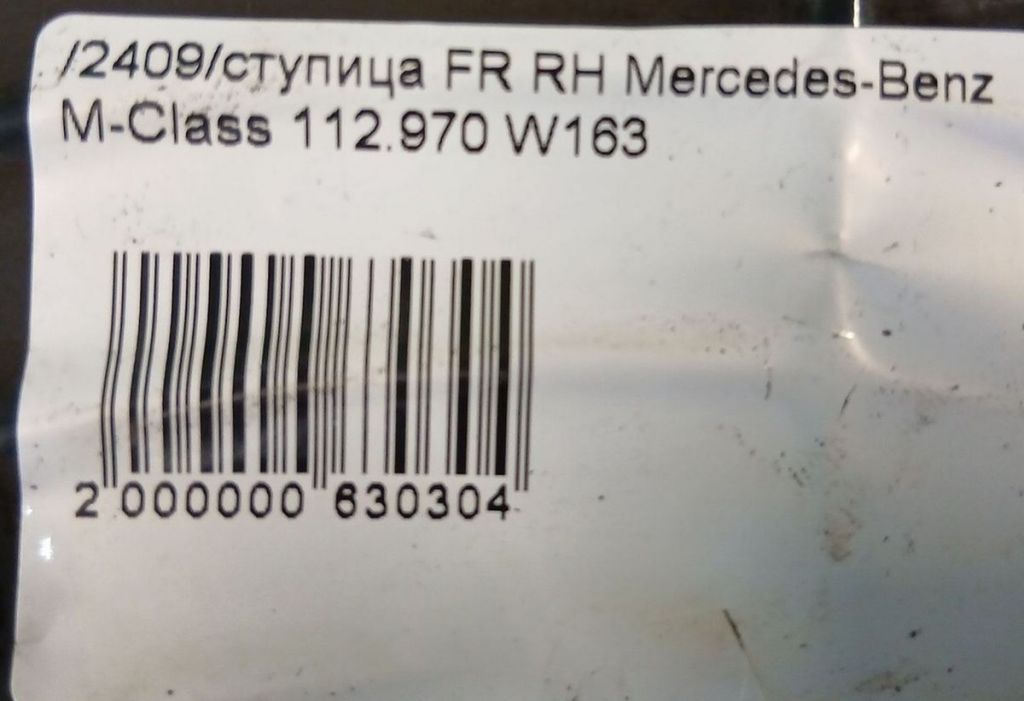 /2409/ступица FR RH Mercedes-Benz
M-Class 112.970 W163
2 000000 630304